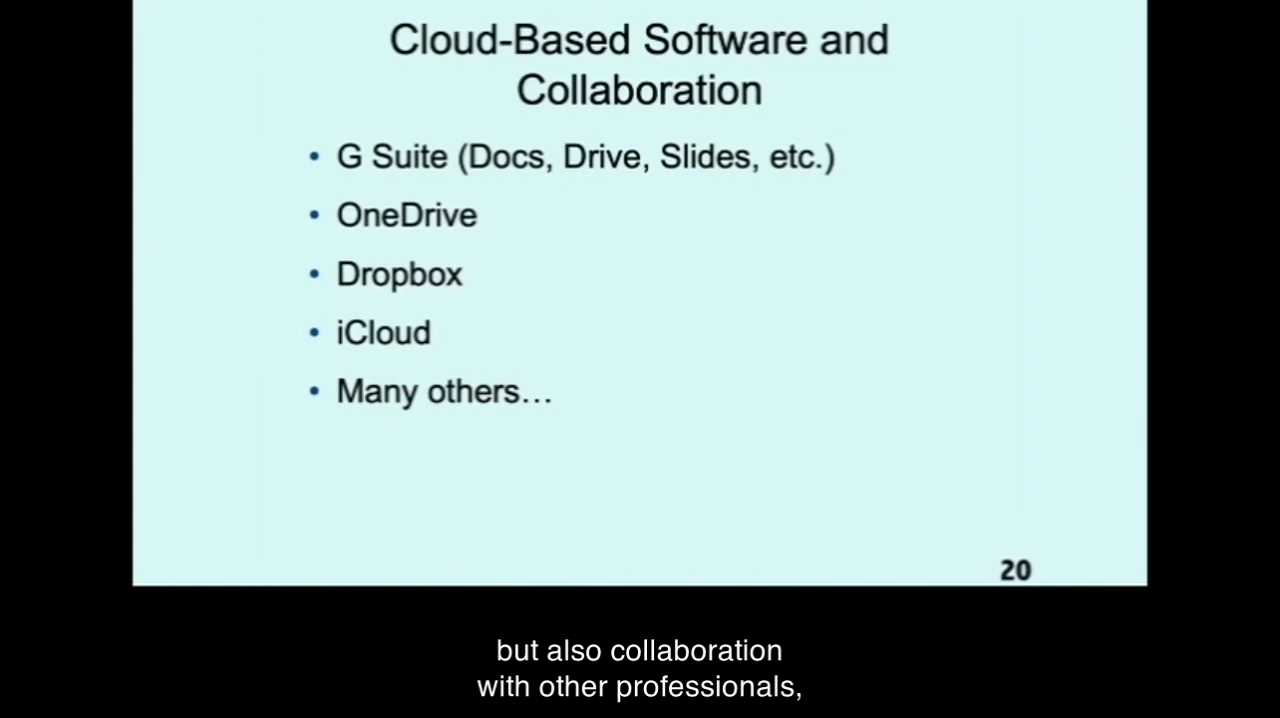 Cloud-Based Software and
Collaboration
• G Suite (Docs, Drive, Slides, etc.)
• OneDrive
• Dropbox
• iCloud
• Many others…
20
but also collaboration
with other professionals,